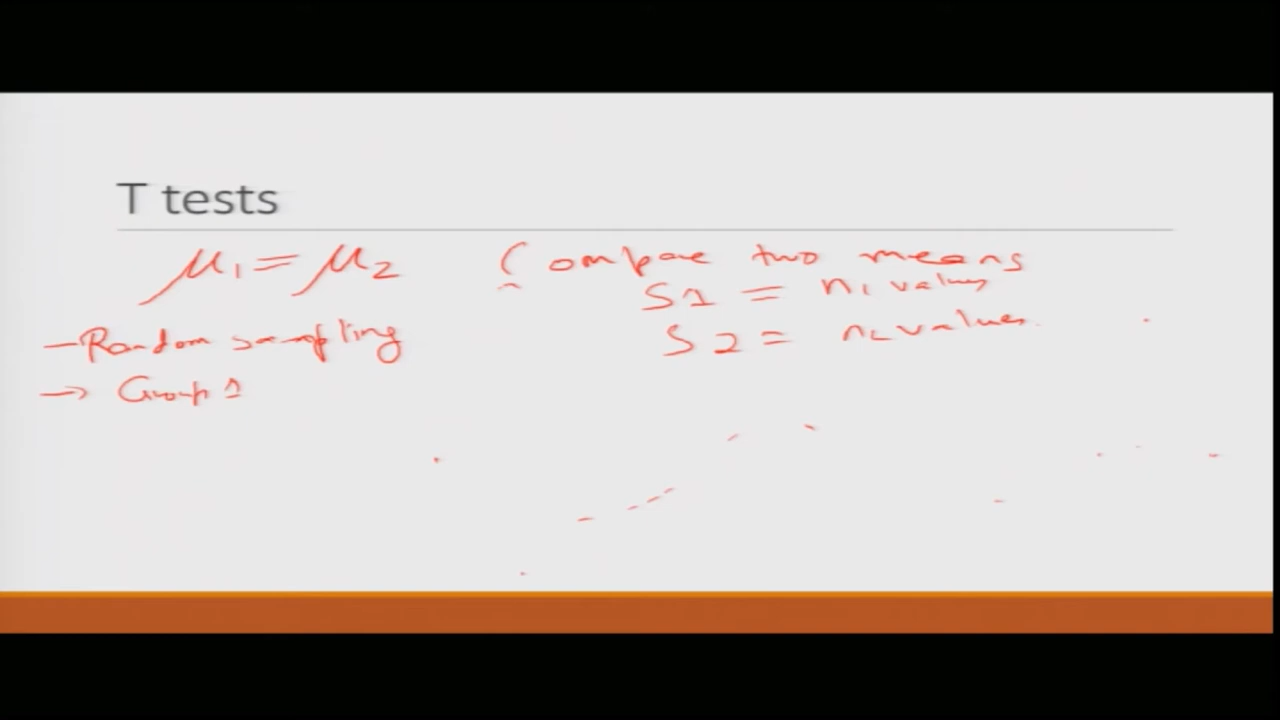 T tests
μ1 = μ2 Compare two means
S1 = n1 values
S2 = n2 values.
- Random sampling
→ Group 1